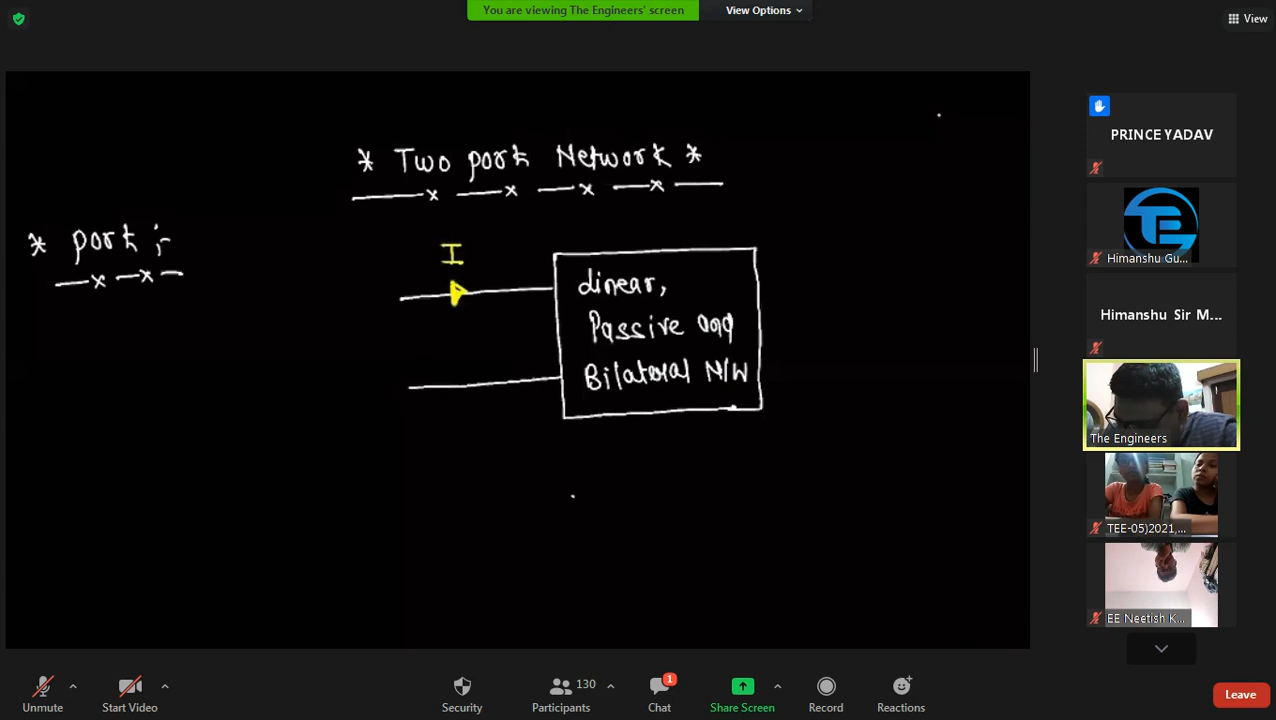 You are viewing The Engineers' screen
View Options
View
* Two port Network *
* port :-
I
Linear,
Passive and
Bilateral N/W
PRINCE YADAV
TE
Himanshu Gu...
Himanshu Sir M...
The Engineers
TEE-05)2021,...
EE Neetish K...
Unmute
Start Video
Security
Participants
130
Chat
1
Share Screen
Record
Reactions
Leave